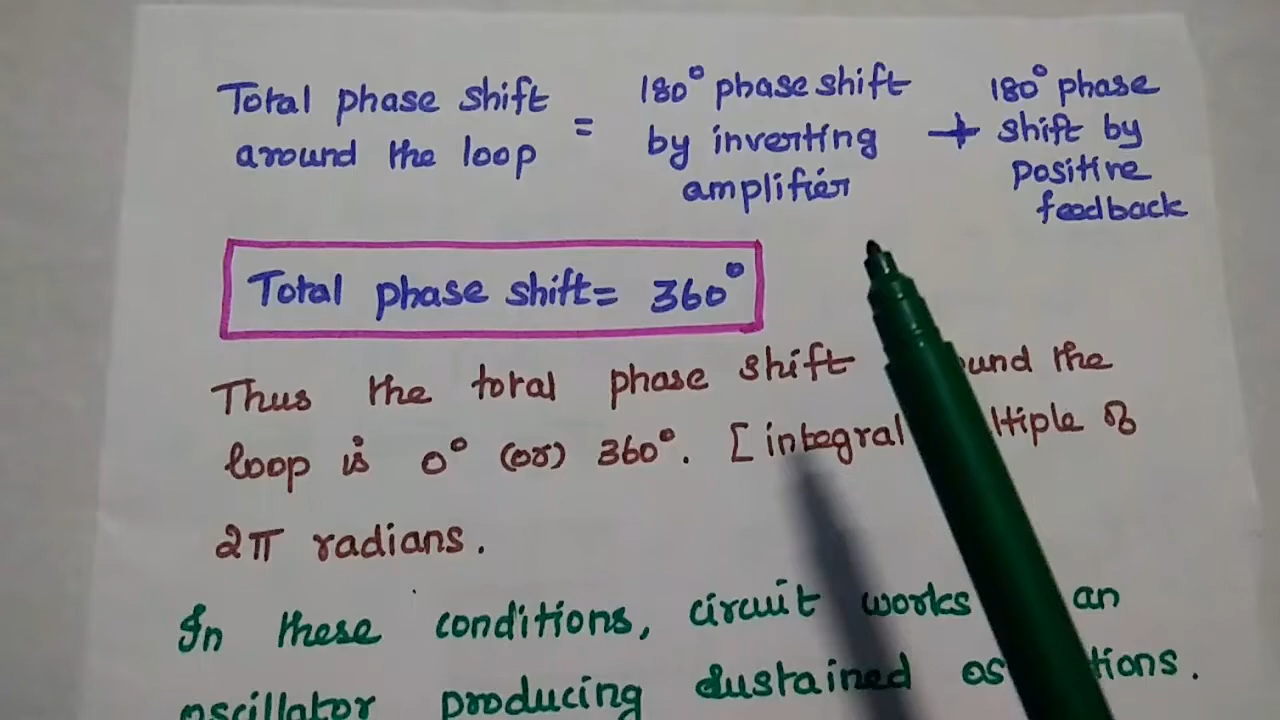 Total phase shift around the loop = 180° phase shift by inverting amplifier + 180° phase shift by positive feedback
Total phase shift = 360°
Thus the total phase shift the
loop is 0° (or) 360°. [integral of
2π radians.
In these conditions, circuit works an
oscillator producing sustained